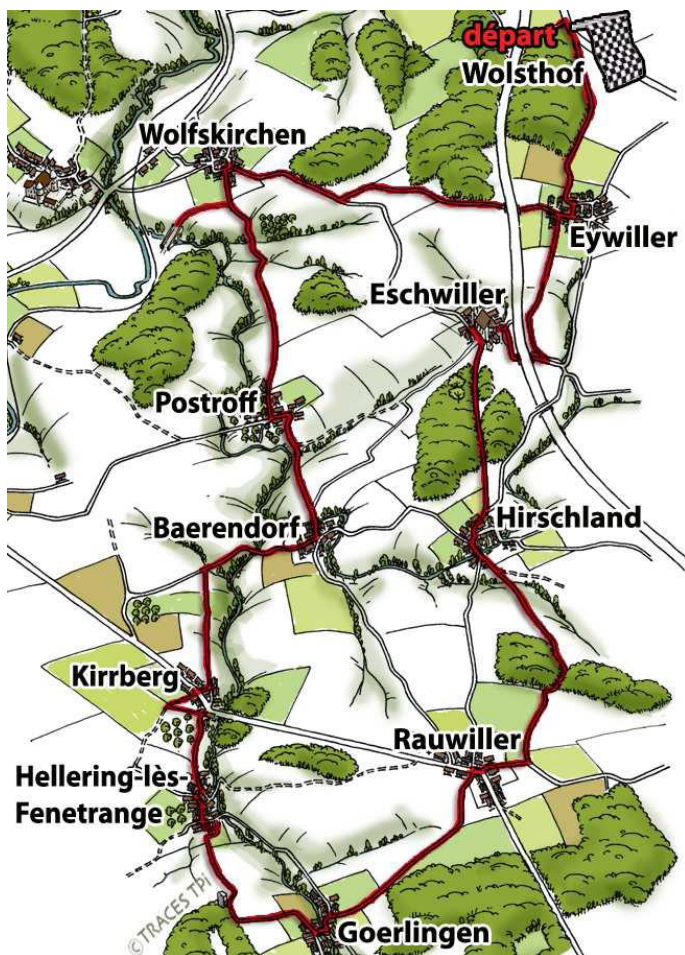 départ
Wolsthof
Wolfskirchen
Eywiller
Eschwiller
Postroff
Baerendorf
Hirschland
Kirrberg
Rauwiller
Hellering-lès-
Fenetrange
Goerlingen
© TRACES TPi